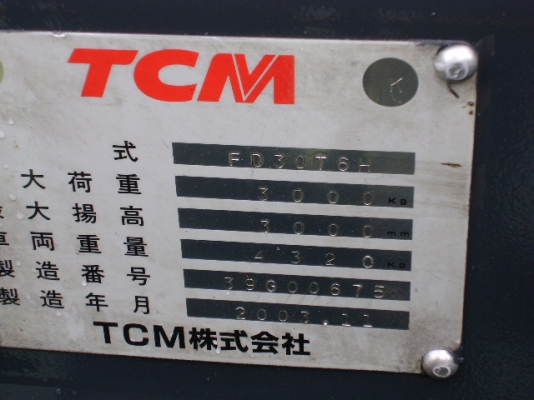 TCM
K
式 FD30T6H
大荷重 3000 Kg
大揚高 3000 mm
車両重量 4320 Kg
製造番号 39G00675
製造年月 2003.11
TCM株式会社